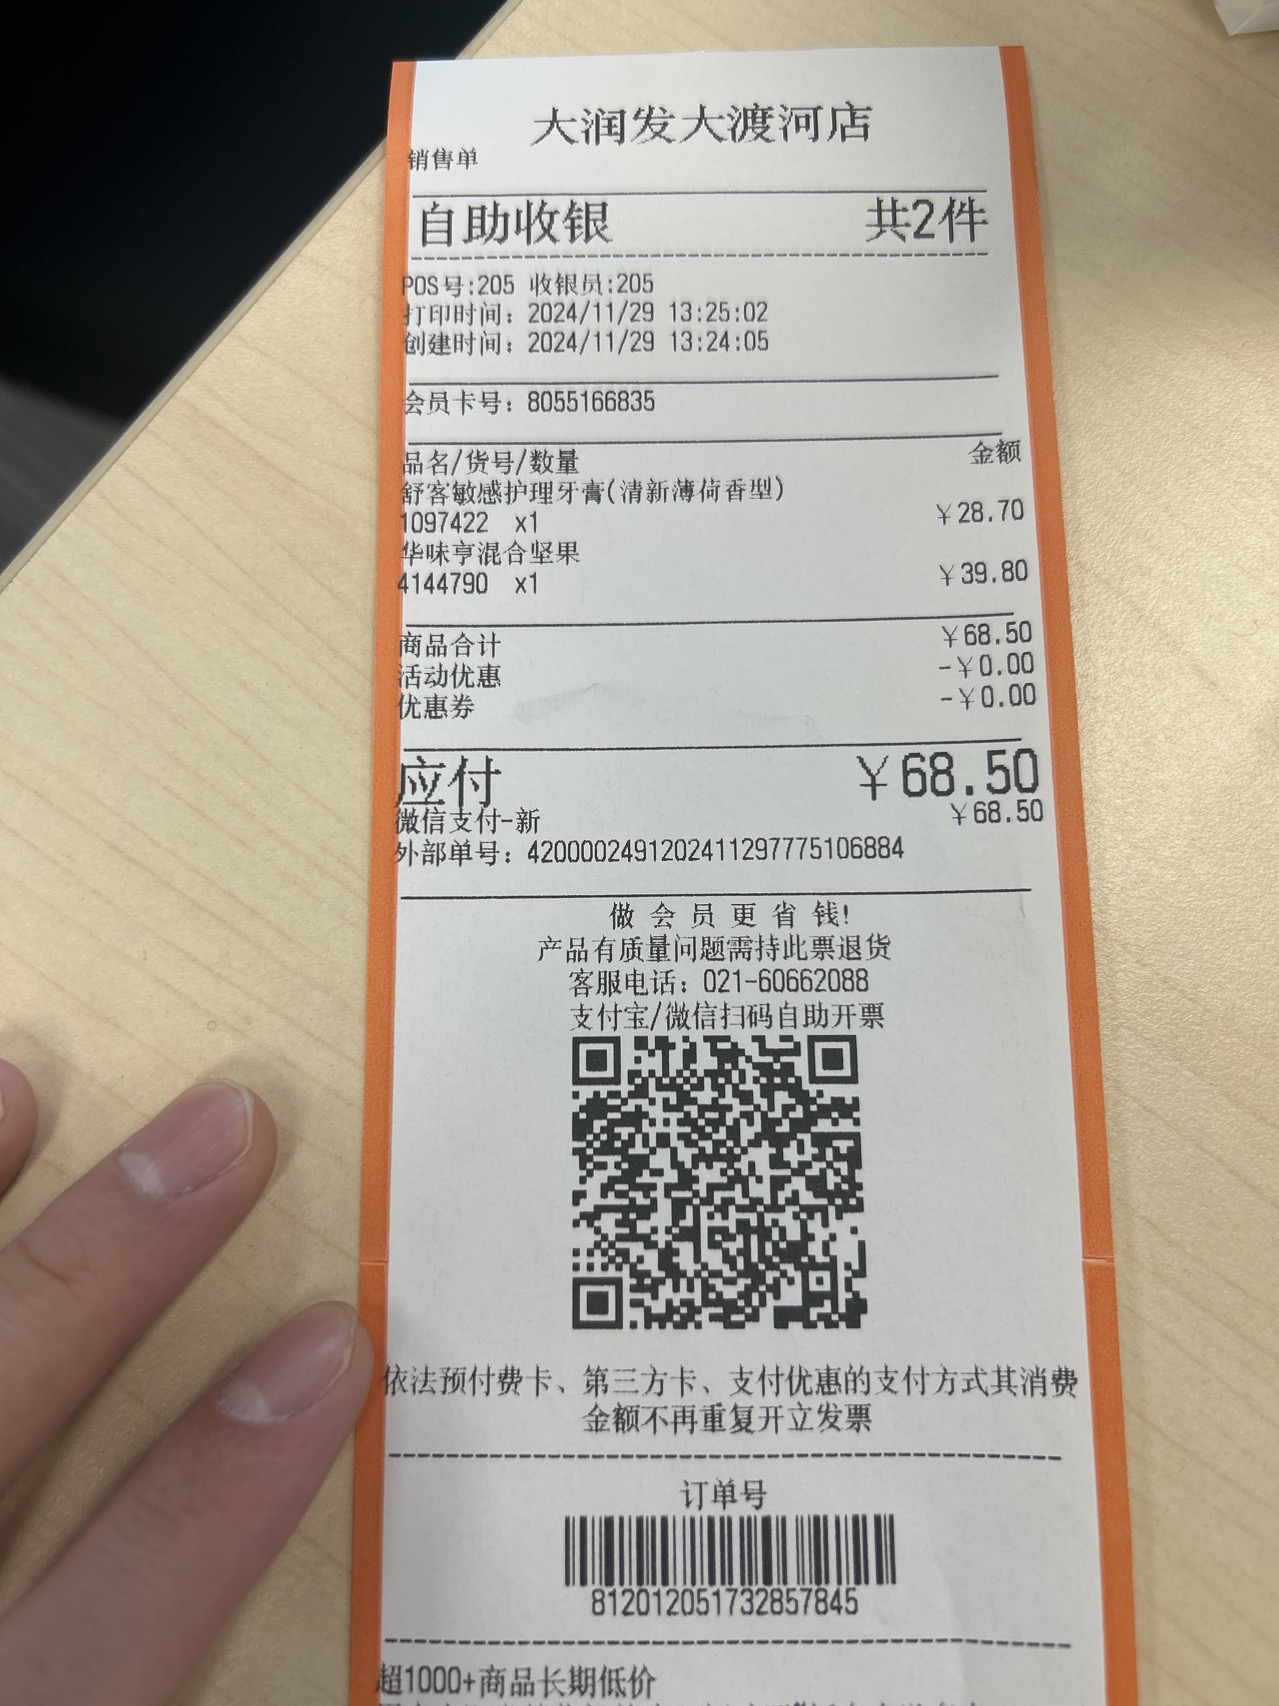 大润发大渡河店
销售单
自助收银 共2件
POS号:205 收银员:205
打印时间：2024/11/29 13:25:02
创建时间：2024/11/29 13:24:05
会员卡号：8055166835
品名/货号/数量 金额
舒客敏感护理牙膏(清新薄荷香型)
1097422 x1 ¥28.70
华味亨混合坚果
4144790 x1 ¥39.80
商品合计 ¥68.50
活动优惠 -¥0.00
优惠券 -¥0.00
应付 ¥68.50
微信支付-新 ¥68.50
外部单号：4200002491202411297775106884
做会员更省钱!
产品有质量问题需持此票退货
客服电话：021-60662088
支付宝/微信扫码自助开票
依法预付费卡、第三方卡、支付优惠的支付方式其消费
金额不再重复开立发票
订单号
812012051732857845
超1000+商品长期低价